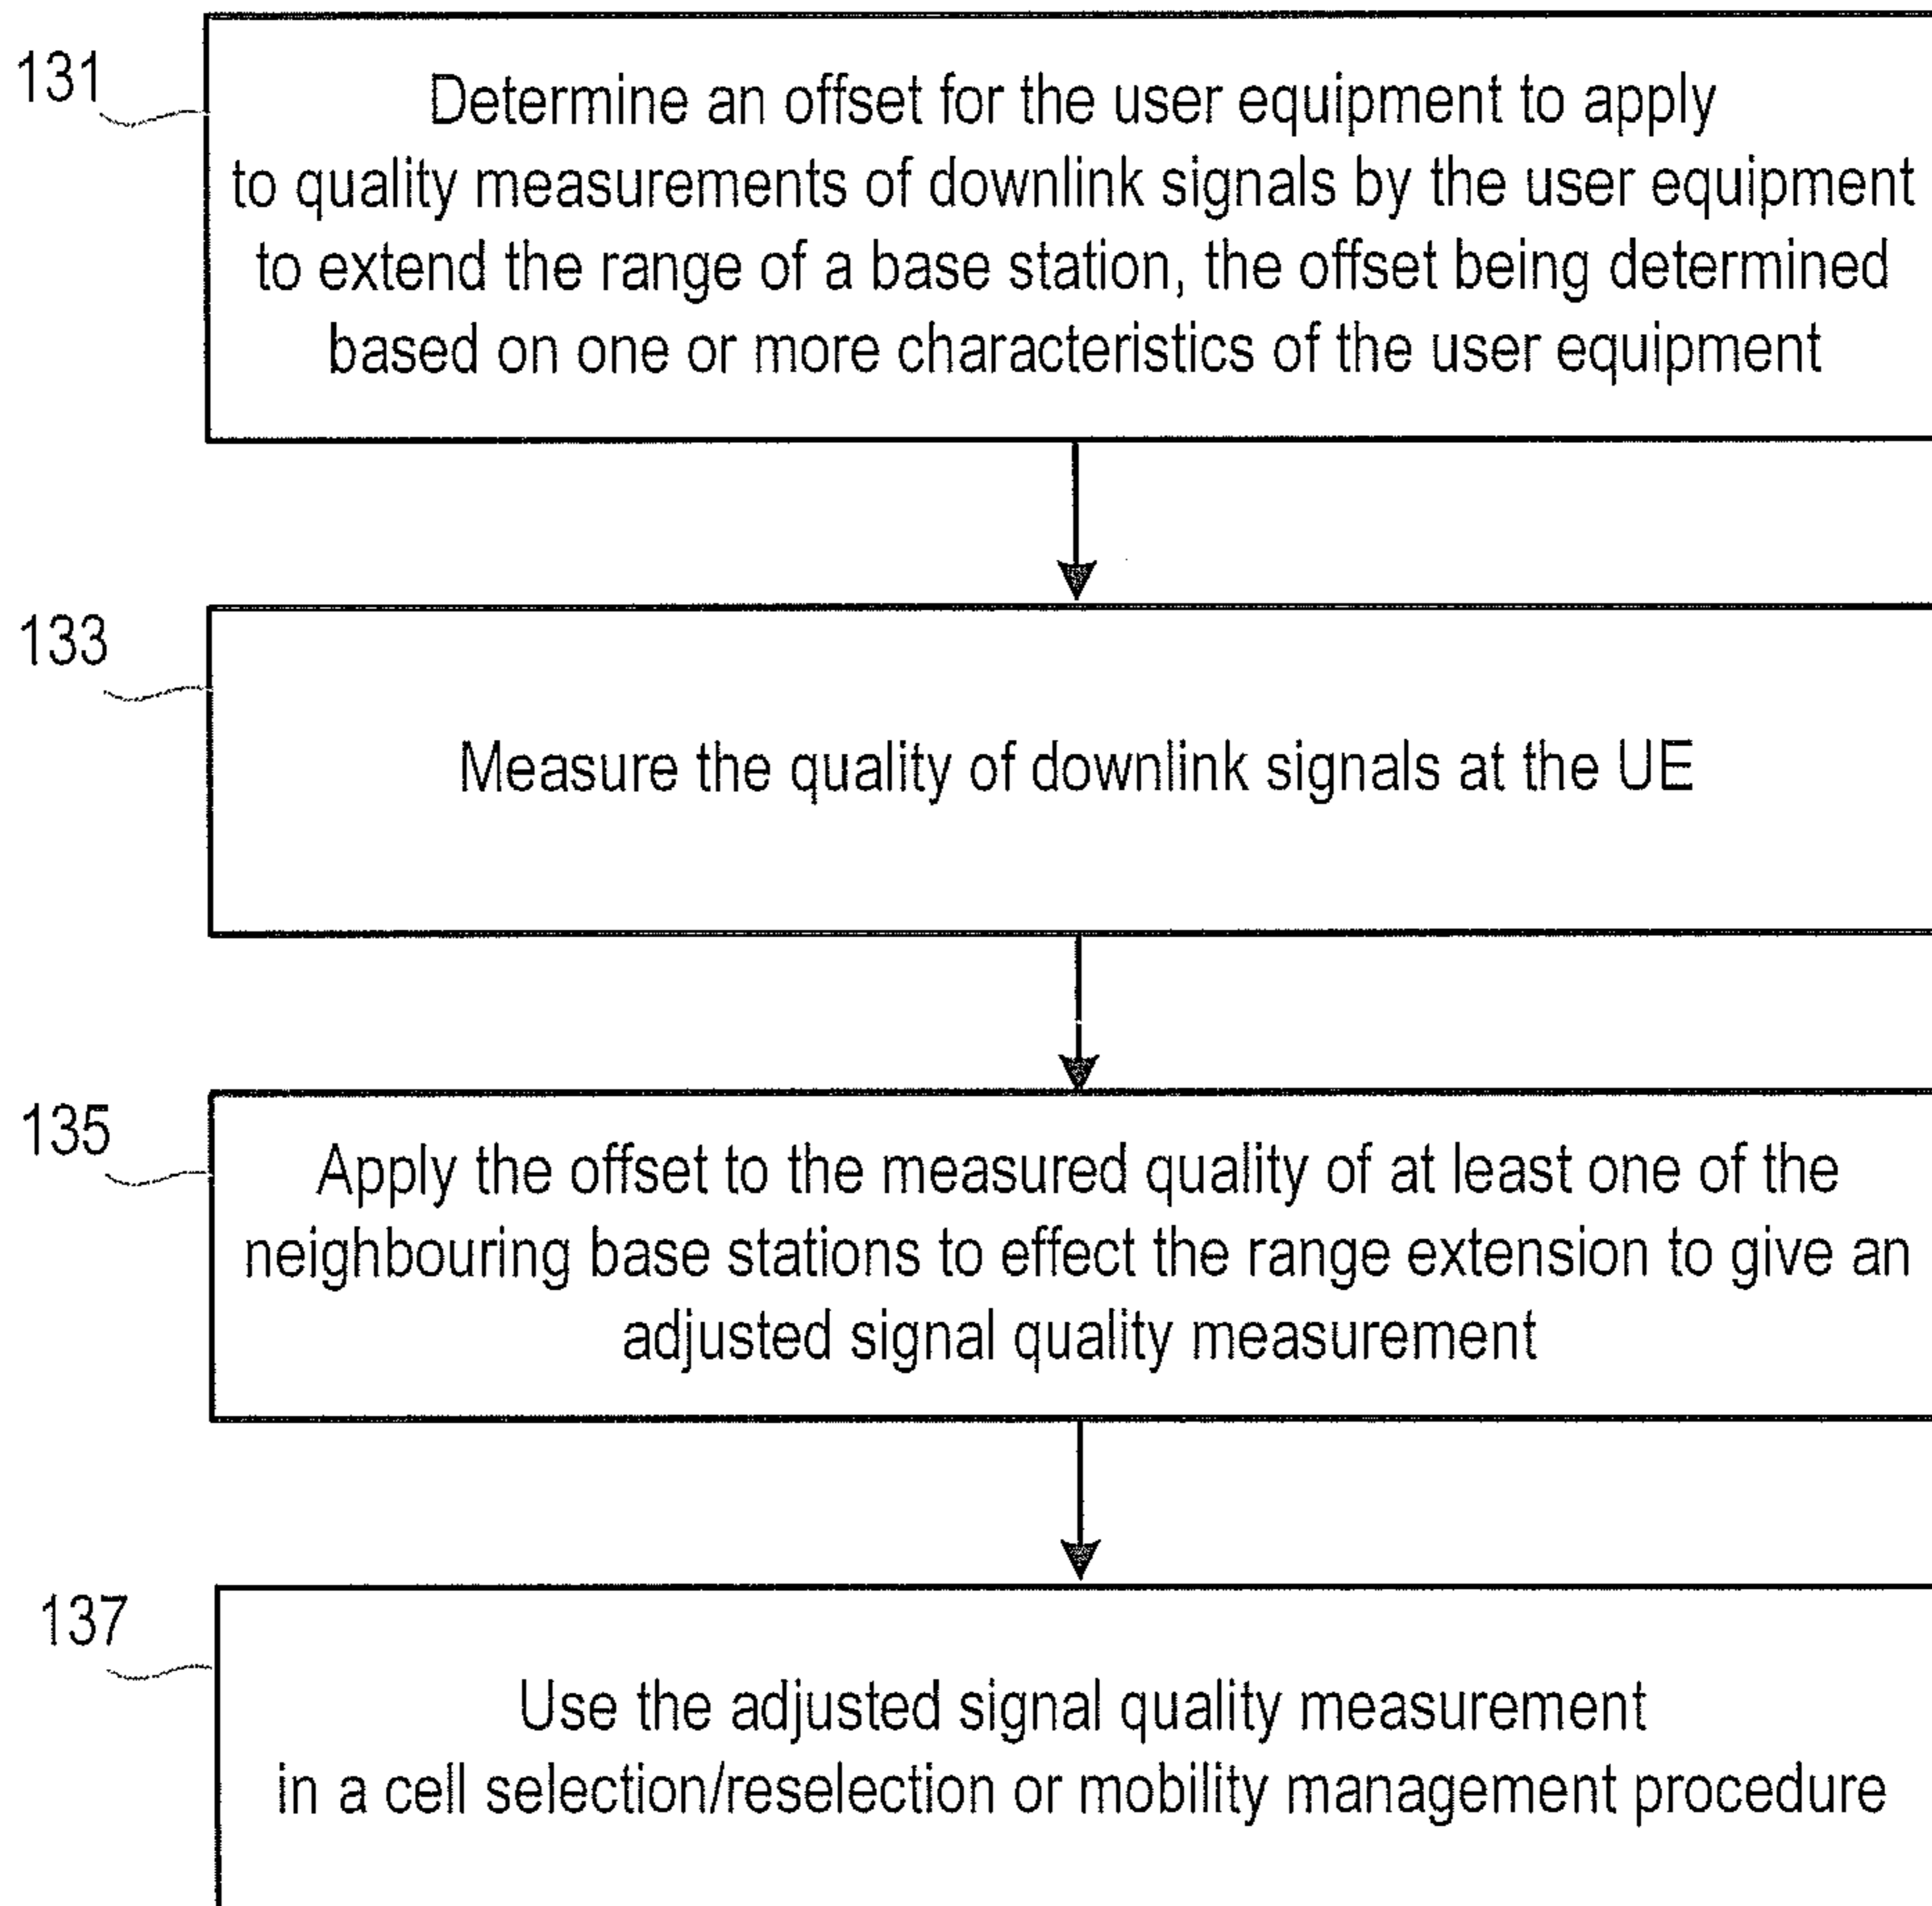 131
Determine an offset for the user equipment to apply
to quality measurements of downlink signals by the user equipment
to extend the range of a base station, the offset being determined
based on one or more characteristics of the user equipment
133
Measure the quality of downlink signals at the UE
135
Apply the offset to the measured quality of at least one of the
neighbouring base stations to effect the range extension to give an
adjusted signal quality measurement
137
Use the adjusted signal quality measurement
in a cell selection/reselection or mobility management procedure